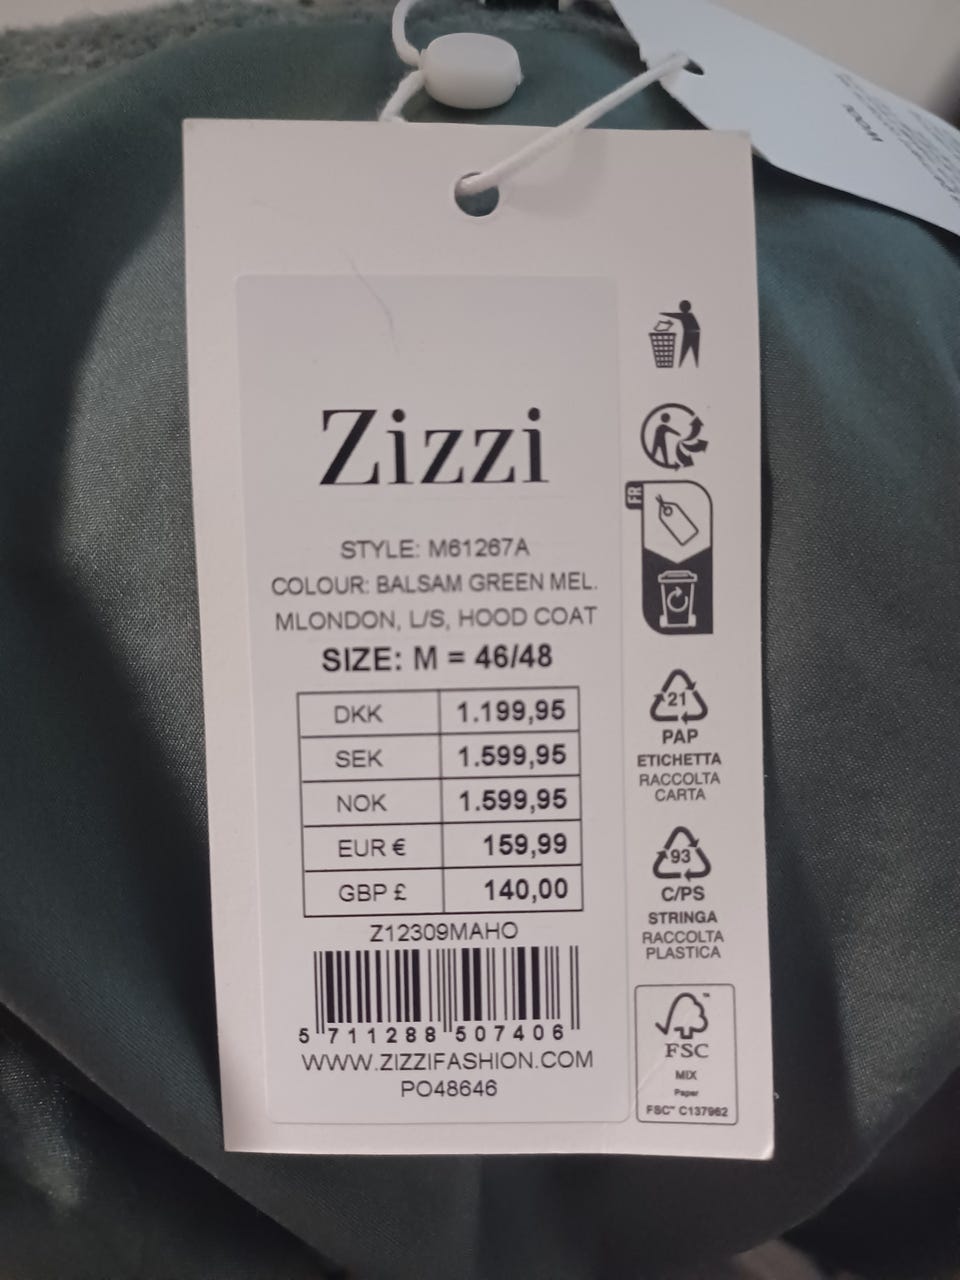 WOOL
Zizzi
STYLE: M61267A
COLOUR: BALSAM GREEN MEL.
MLONDON, L/S, HOOD COAT
SIZE: M = 46/48
DKK 1.199,95
SEK 1.599,95
NOK 1.599,95
EUR € 159,99
GBP £ 140,00
Z12309MAHO
5 711288 507406
WWW.ZIZZIFASHION.COM
PO48646
FR
21
PAP
ETICHETTA
RACCOLTA
CARTA
93
C/PS
STRINGA
RACCOLTA
PLASTICA
FSC
MIX
Paper
FSC™ C137962